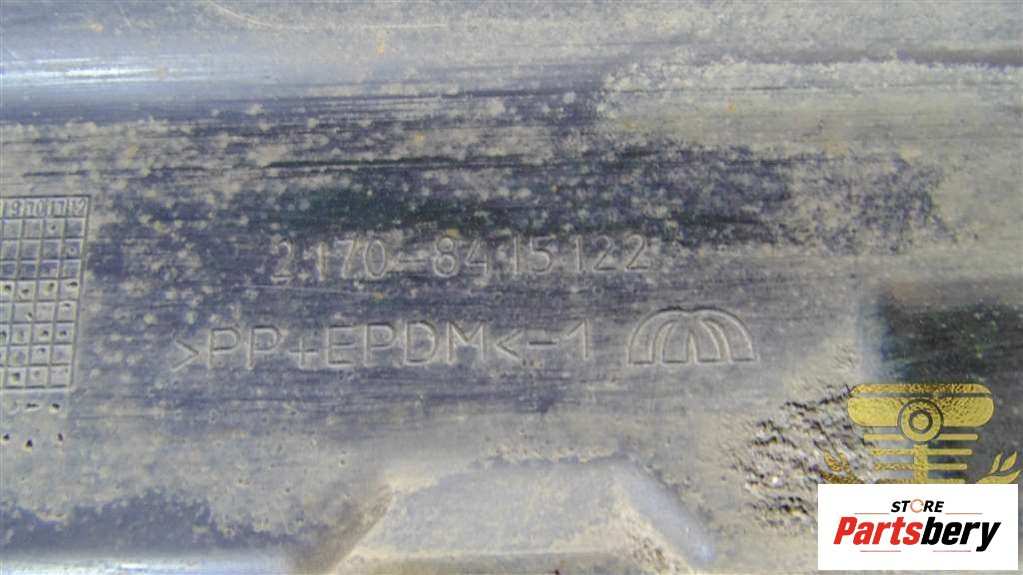 2170-8415122
>PP+EPDM<-1
STORE
Partsbery